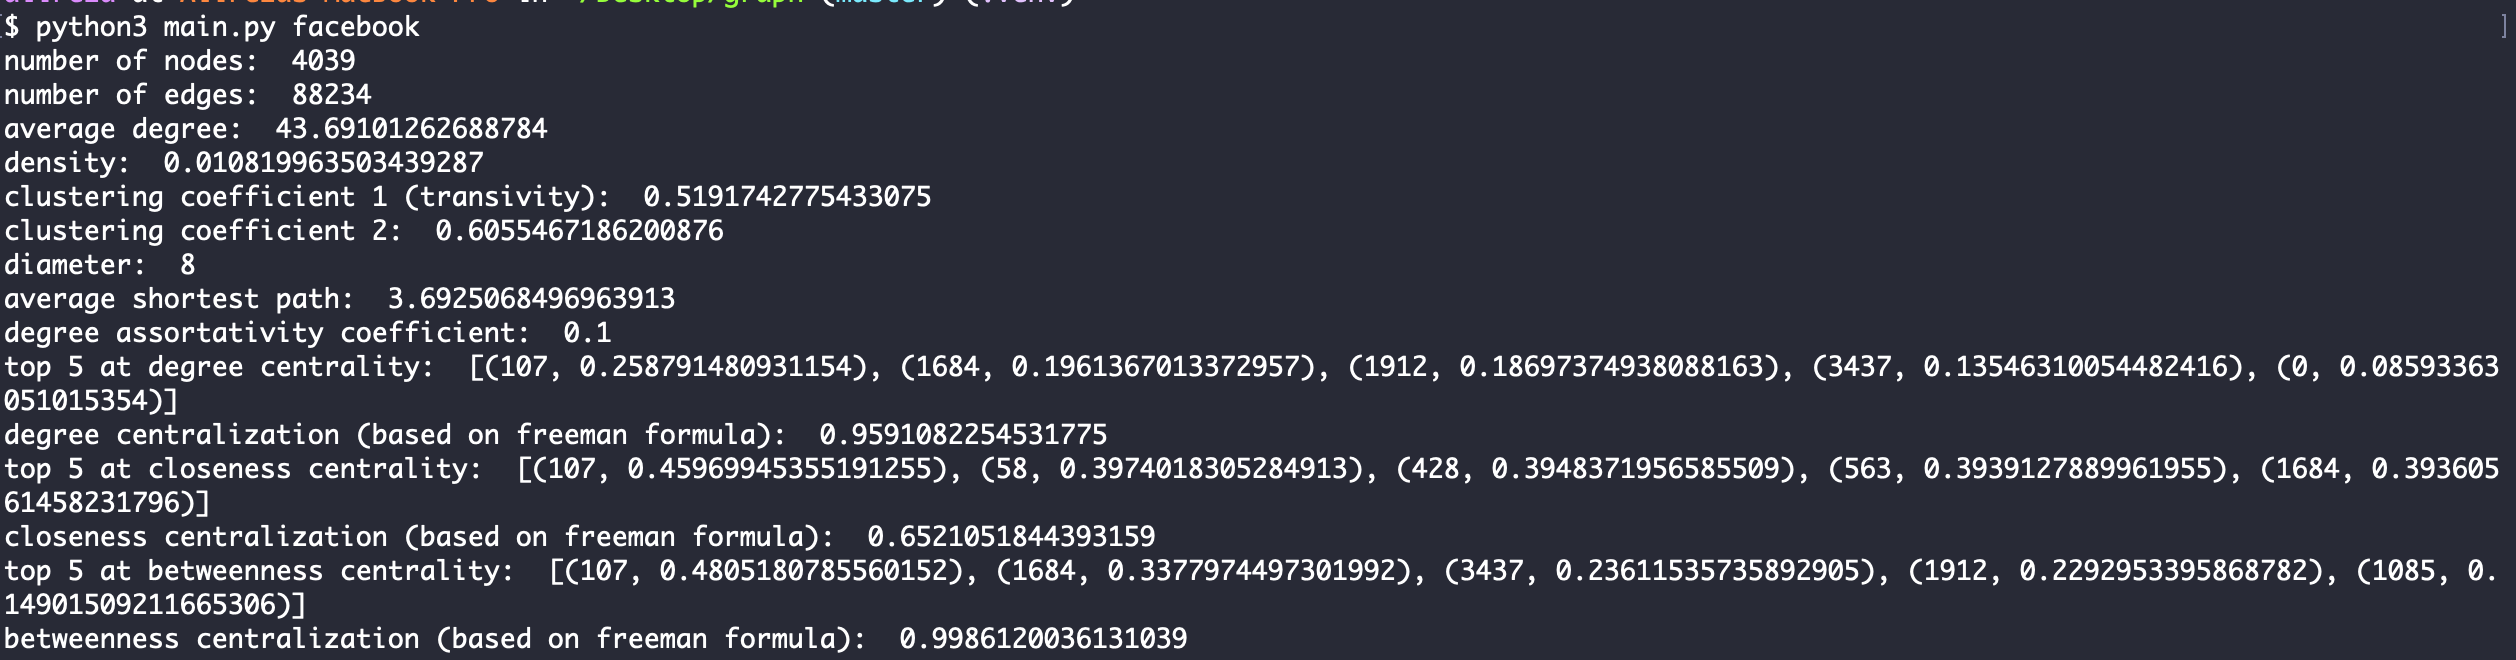 $ python3 main.py facebook
number of nodes:  4039
number of edges:  88234
average degree:  43.69101262688784
density:  0.010819963503439287
clustering coefficient 1 (transivity):  0.5191742775433075
clustering coefficient 2:  0.6055467186200876
diameter:  8
average shortest path:  3.6925068496963913
degree assortativity coefficient:  0.1
top 5 at degree centrality:  [(107, 0.258791480931154), (1684, 0.1961367013372957), (1912, 0.18697374938088163), (3437, 0.13546310054482416), (0, 0.08593363
051015354)]
degree centralization (based on freeman formula):  0.9591082254531775
top 5 at closeness centrality:  [(107, 0.45969945355191255), (58, 0.3974018305284913), (428, 0.3948371956585509), (563, 0.3939127889961955), (1684, 0.393605
61458231796)]
closeness centralization (based on freeman formula):  0.6521051844393159
top 5 at betweenness centrality:  [(107, 0.4805180785560152), (1684, 0.3377974497301992), (3437, 0.23611535735892905), (1912, 0.2292953395868782), (1085, 0.
14901509211665306)]
betweenness centralization (based on freeman formula):  0.9986120036131039